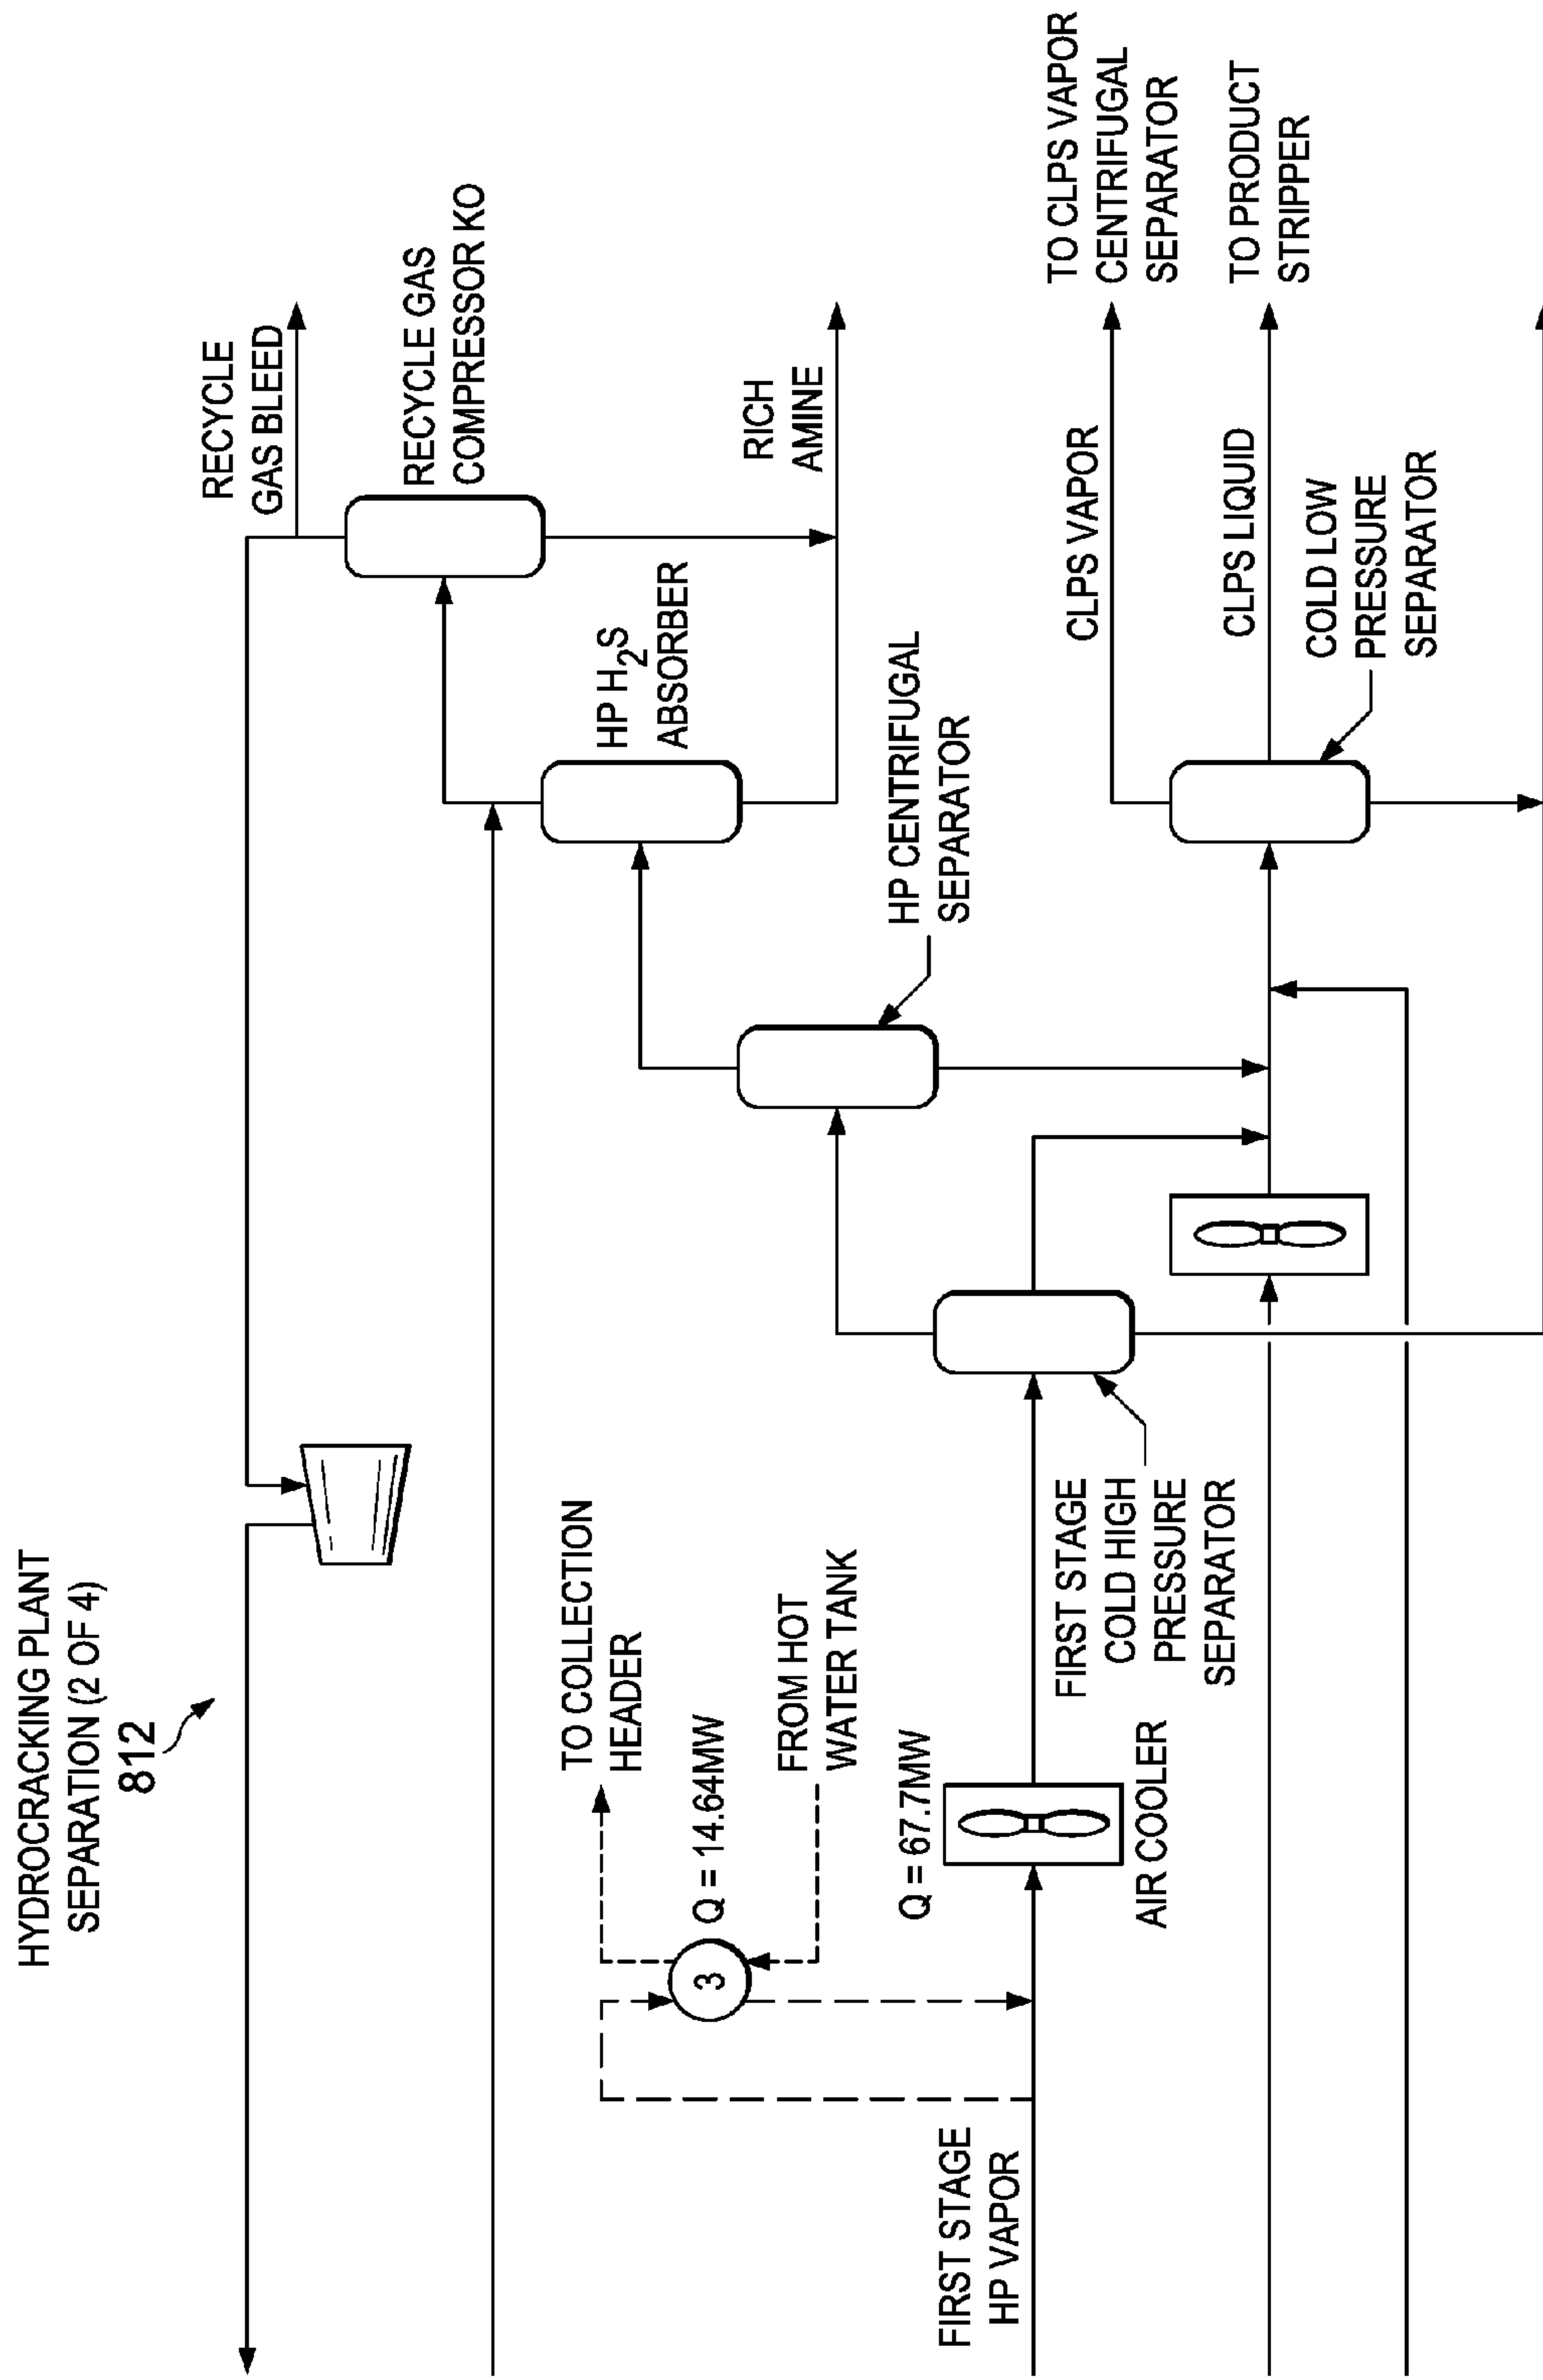 HYDROCRACKING PLANT
SEPARATION (2 OF 4)
812
RECYCLE
GAS BLEED
RECYCLE GAS
COMPRESSOR KO
HP H2S
ABSORBER
RICH
AMINE
HP CENTRIFUGAL
SEPARATOR
TO COLLECTION
HEADER
Q = 14.64MW
3
FROM HOT
WATER TANK
Q = 67.7MW
AIR COOLER
FIRST STAGE
HP VAPOR
FIRST STAGE
COLD HIGH
PRESSURE
SEPARATOR
CLPS VAPOR
TO CLPS VAPOR
CENTRIFUGAL
SEPARATOR
CLPS LIQUID
TO PRODUCT
STRIPPER
COLD LOW
PRESSURE
SEPARATOR